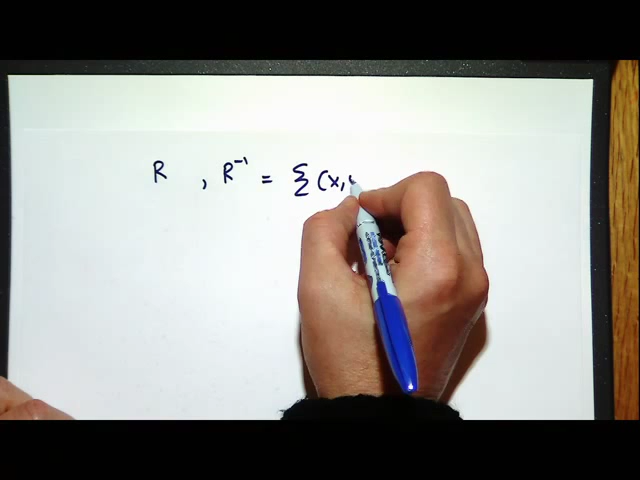 R , R⁻¹ = { (x,